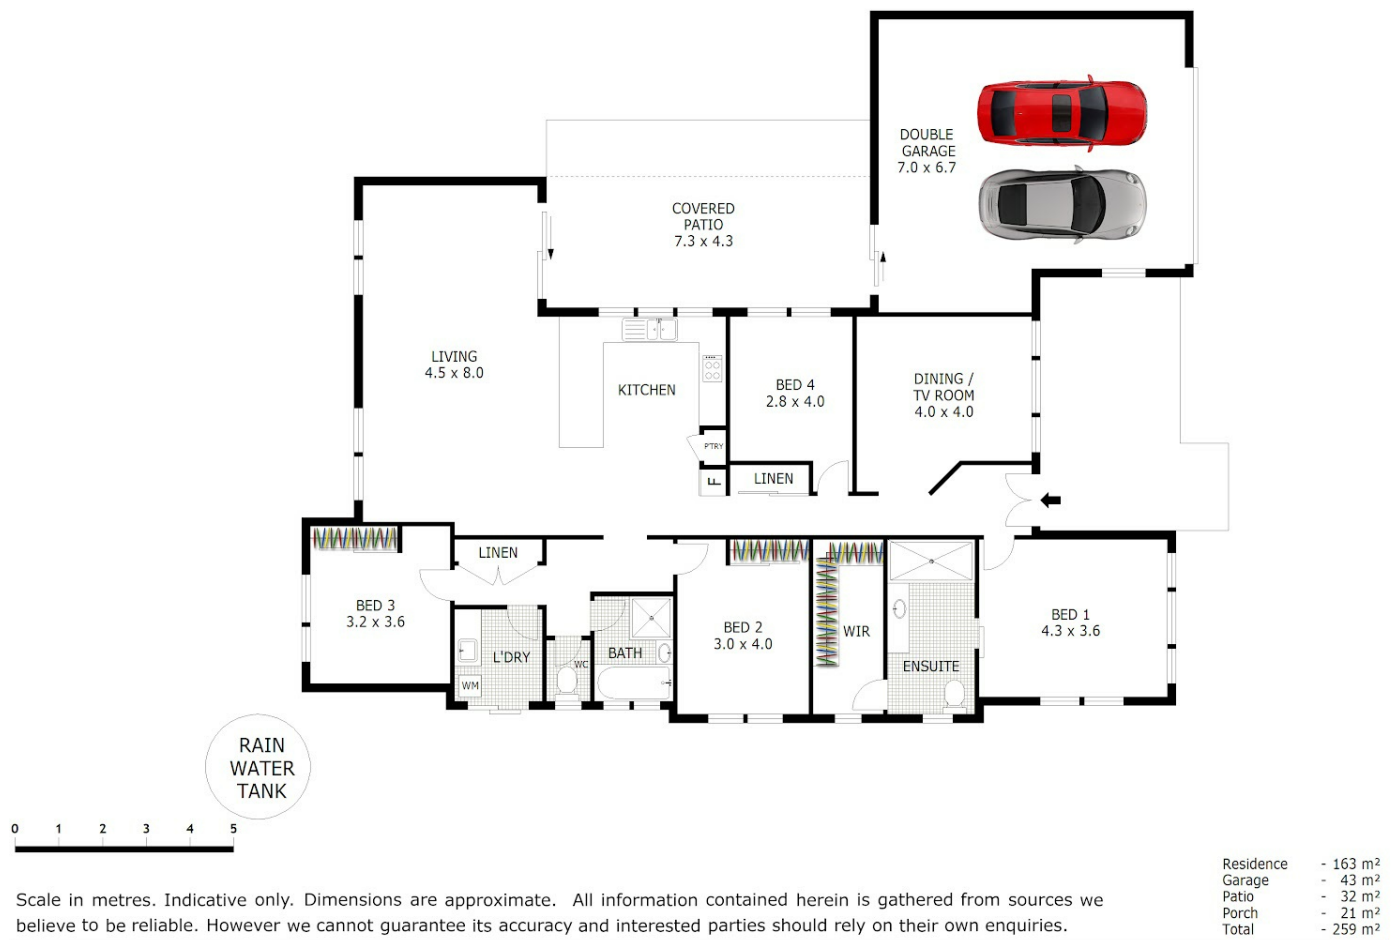 DOUBLE
GARAGE
7.0 x 6.7
COVERED
PATIO
7.3 x 4.3
LIVING
4.5 x 8.0
KITCHEN
BED 4
2.8 x 4.0
DINING /
TV ROOM
4.0 x 4.0
P'TRY
F
LINEN
LINEN
BED 3
3.2 x 3.6
L'DRY
WM
WC
BATH
BED 2
3.0 x 4.0
WIR
ENSUITE
BED 1
4.3 x 3.6
RAIN
WATER
TANK
0 1 2 3 4 5
Residence - 163 m²
Garage - 43 m²
Patio - 32 m²
Porch - 21 m²
Total - 259 m²
Scale in metres. Indicative only. Dimensions are approximate. All information contained herein is gathered from sources we
believe to be reliable. However we cannot guarantee its accuracy and interested parties should rely on their own enquiries.